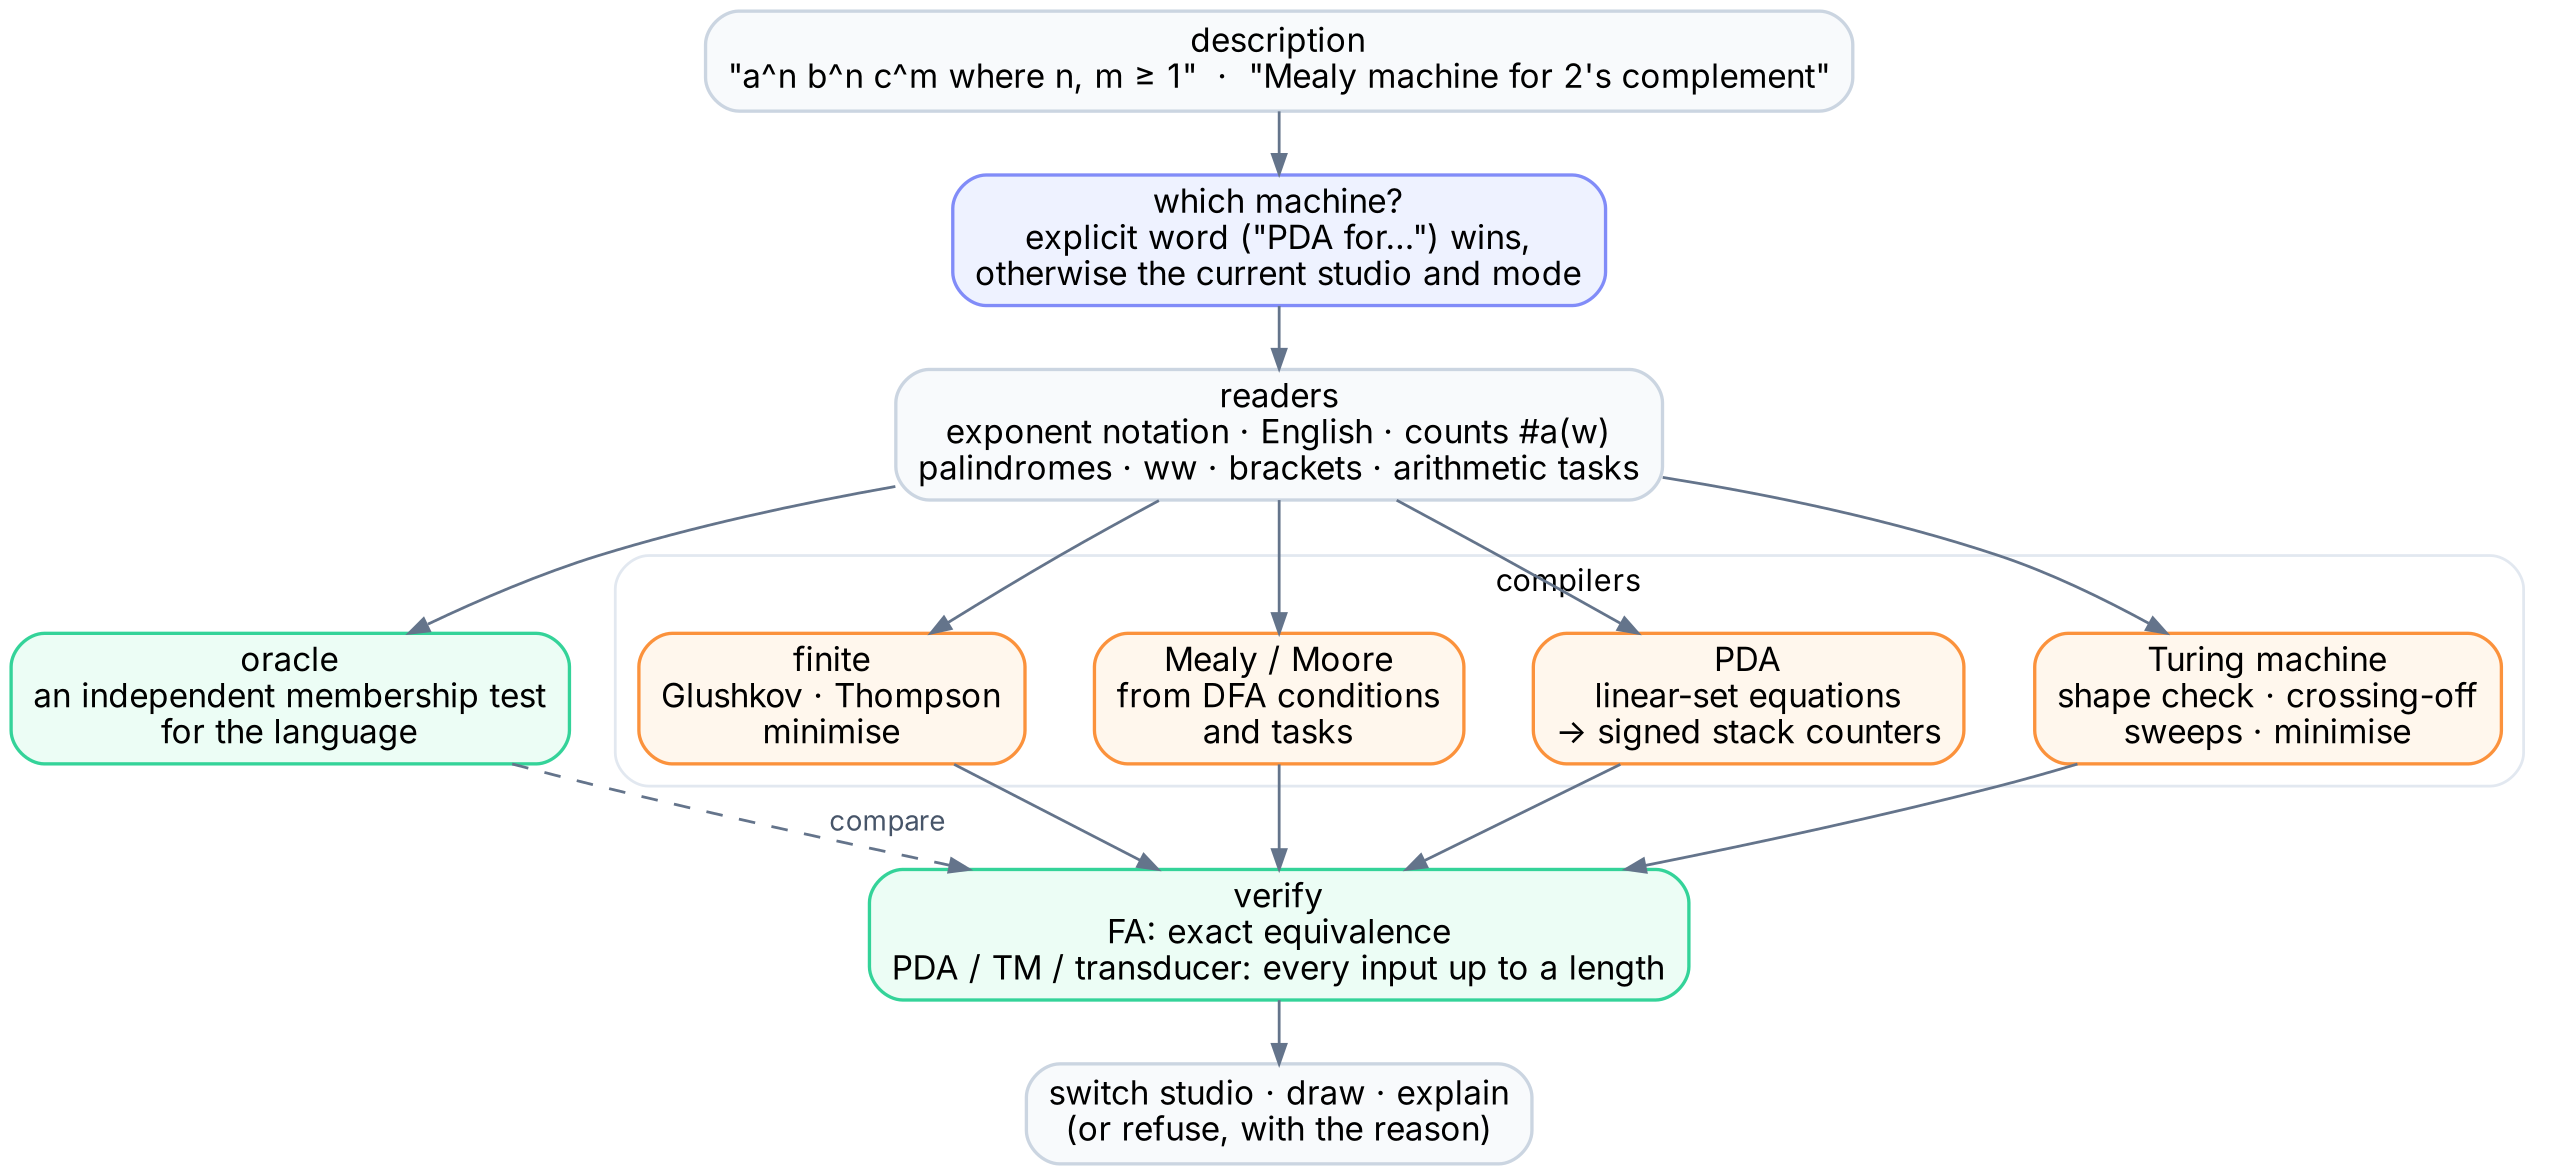 description
"a^n b^n c^m where n, m ≥ 1"  ·  "Mealy machine for 2's complement"
which machine?
explicit word ("PDA for...") wins,
otherwise the current studio and mode
readers
exponent notation · English · counts #a(w)
palindromes · ww · brackets · arithmetic tasks
compilers
oracle
an independent membership test
for the language
finite
Glushkov · Thompson
minimise
Mealy / Moore
from DFA conditions
and tasks
PDA
linear-set equations
→ signed stack counters
Turing machine
shape check · crossing-off
sweeps · minimise
compare
verify
FA: exact equivalence
PDA / TM / transducer: every input up to a length
switch studio · draw · explain
(or refuse, with the reason)